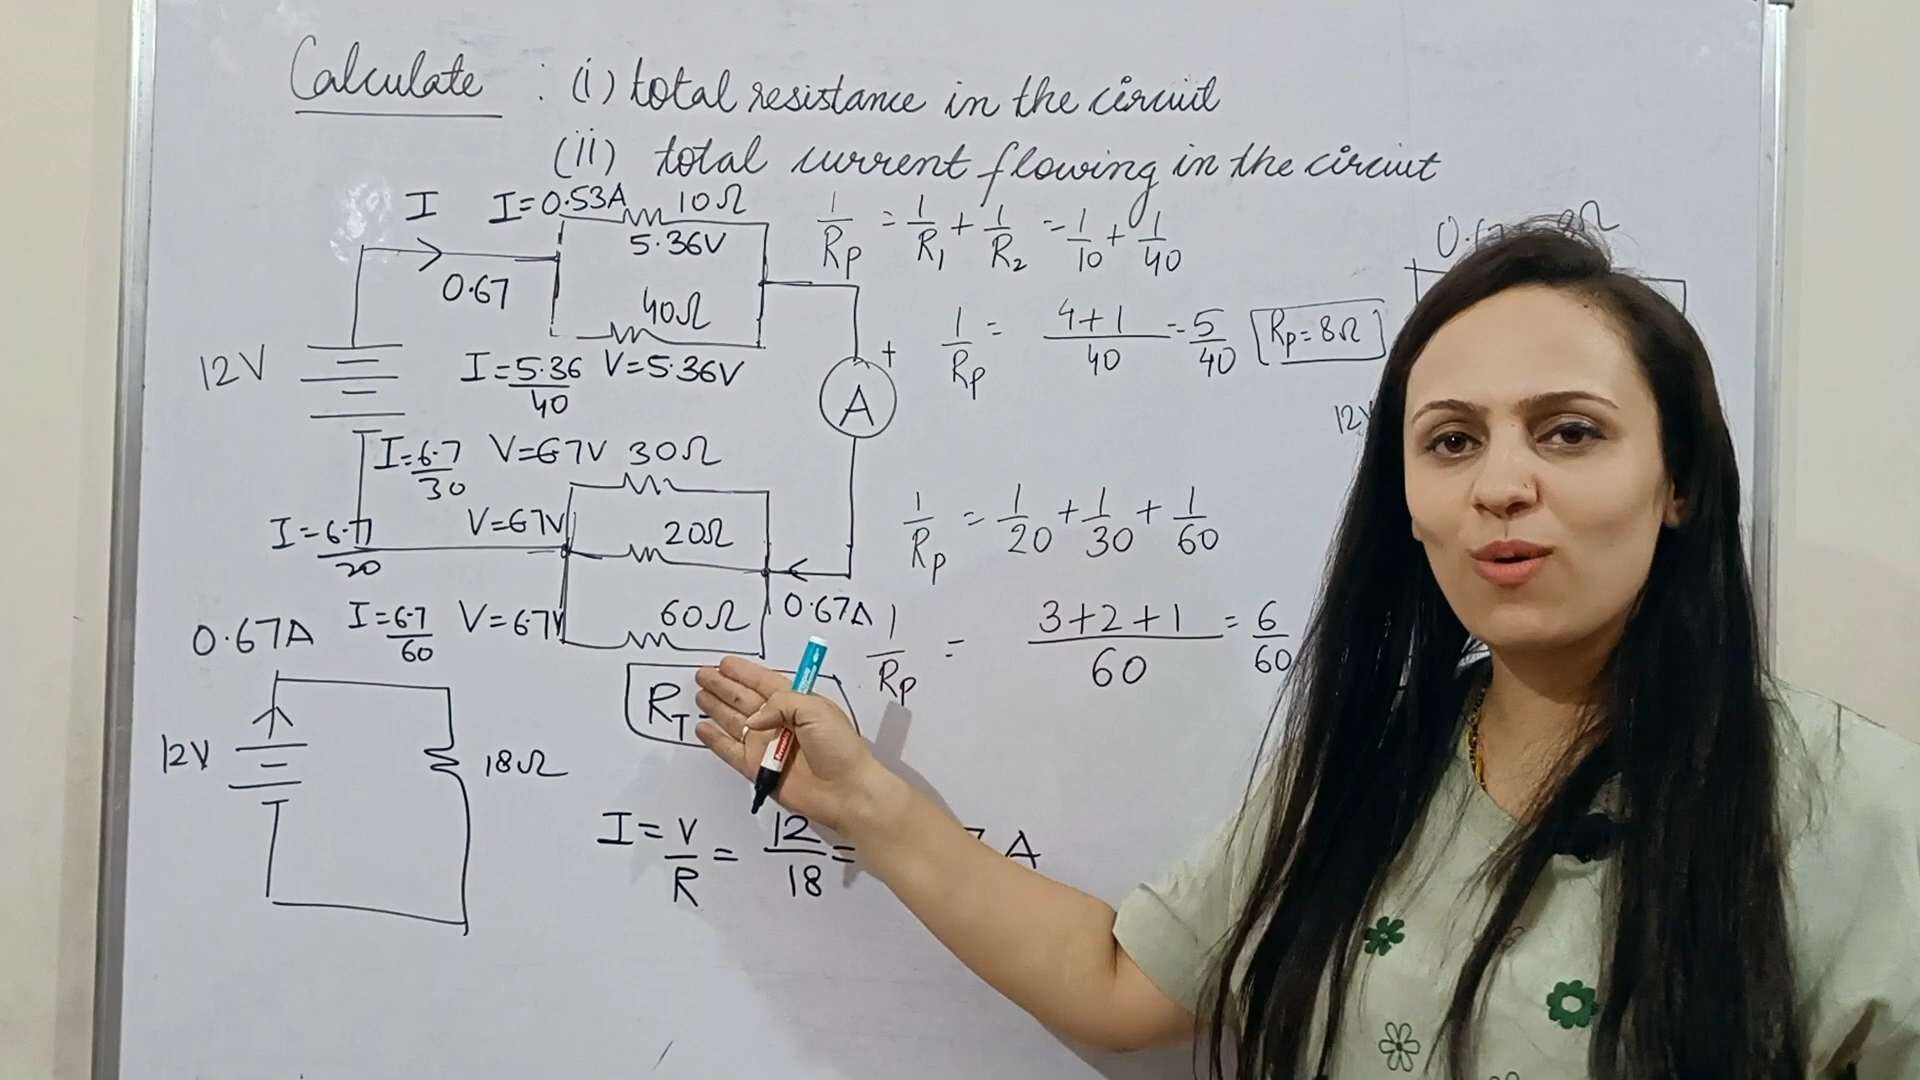 Calculate : (i) total resistance in the circuit
(ii) total current flowing in the circuit
I I=0.53A 10Ω
5.36V
0.67
40Ω
12V
I=5.36/40 V=5.36V
A +
1/Rp = 1/R1 + 1/R2 = 1/10 + 1/40
1/Rp = 4+1/40 = 5/40 Rp=8Ω
12V
I=6.7/30 V=6.7V 30Ω
I=6.7/20 V=6.7V 20Ω
I=6.7/60 V=6.7V 60Ω
0.67A
1/Rp = 1/20 + 1/30 + 1/60
1/Rp = 3+2+1/60 = 6/60
0.67A
12V
18Ω
RT =
I = V/R = 12/18 = A